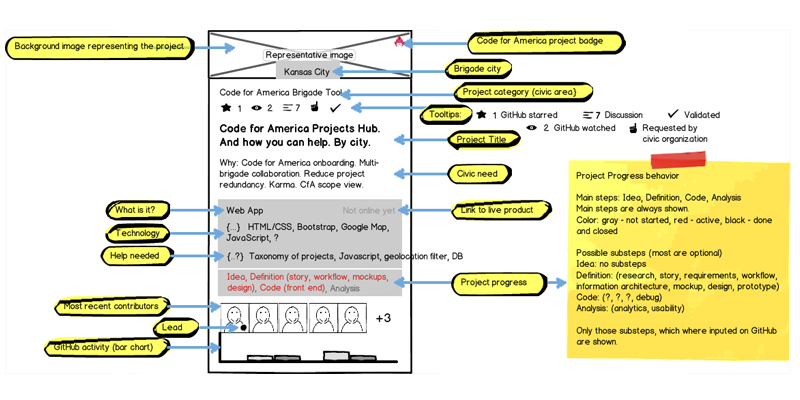 Background image representing the project
Representative image
Kansas City
Code for America project badge
Brigade city
Code for America Brigade Tool
Project category (civic area)
1 2 7
Tooltips:
1 GitHub starred
7 Discussion
Validated
2 GitHub watched
Requested by
civic organization
Code for America Projects Hub.
And how you can help. By city.
Project Title
Why: Code for America onboarding. Multi-
brigade collaboration. Reduce project
redundancy. Karma. CfA scope view.
Civic need
What is it?
Web App
Not online yet
Link to live product
Technology
{...} HTML/CSS, Bootstrap, Google Map,
JavaScript, ?
Help needed
{..?} Taxonomy of projects, Javascript, geolocation filter, DB
Idea, Definition (story, workflow, mockups,
design), Code (front end), Analysis
Project progress
Most recent contributors
+3
Lead
GitHub activity (bar chart)
Project Progress behavior
Main steps: Idea, Definition, Code, Analysis
Main steps are always shown.
Color: gray - not started, red - active, black - done
and closed
Possible substeps (most are optional)
Idea: no substeps
Definition: (research, story, requirements, workflow,
information architecture, mockup, design, prototype)
Code: (?, ?, ?, debug)
Analysis: (analytics, usability)
Only those substeps, which where inputed on GitHub
are shown.